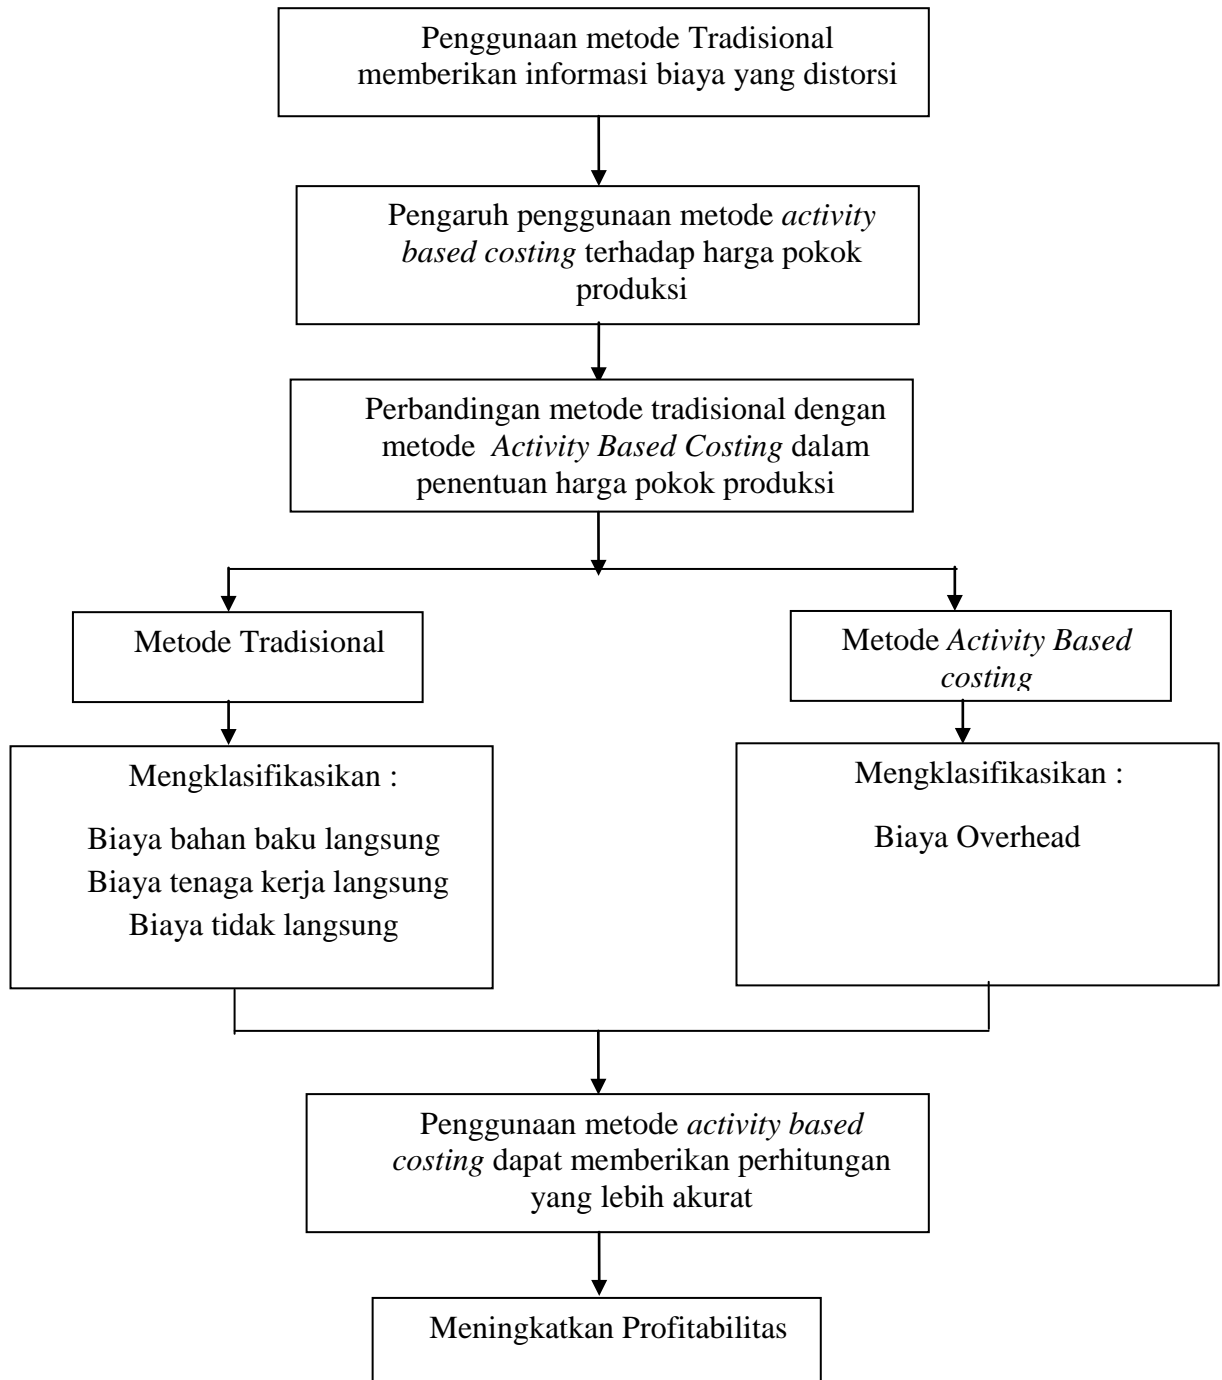 Penggunaan metode Tradisional
memberikan informasi biaya yang distorsi
Pengaruh penggunaan metode activity
based costing terhadap harga pokok
produksi
Perbandingan metode tradisional dengan
metode Activity Based Costing dalam
penentuan harga pokok produksi
Metode Tradisional
Metode Activity Based
costing
Mengklasifikasikan :
Biaya bahan baku langsung
Biaya tenaga kerja langsung
Biaya tidak langsung
Mengklasifikasikan :
Biaya Overhead
Penggunaan metode activity based
costing dapat memberikan perhitungan
yang lebih akurat
Meningkatkan Profitabilitas